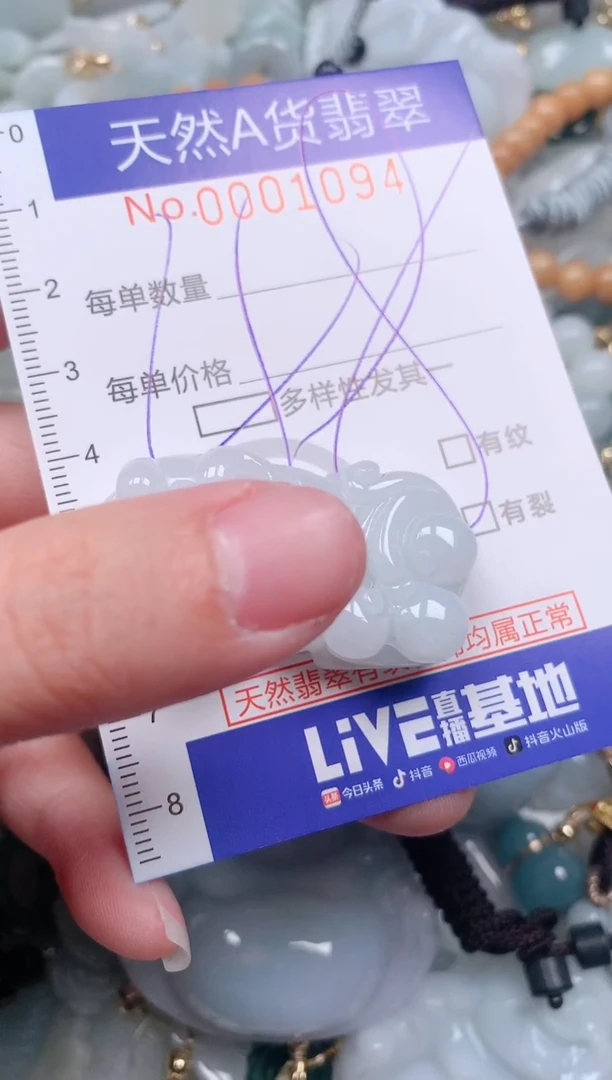 天然A货翡翠
No.0001094
0
1
2
3
4
每单数量
每单价格
多样性发其一
有纹
有裂
天然翡翠有 均属正常
7
8
LiVE直播基地
头条 今日头条 抖音 西瓜视频 抖音火山版